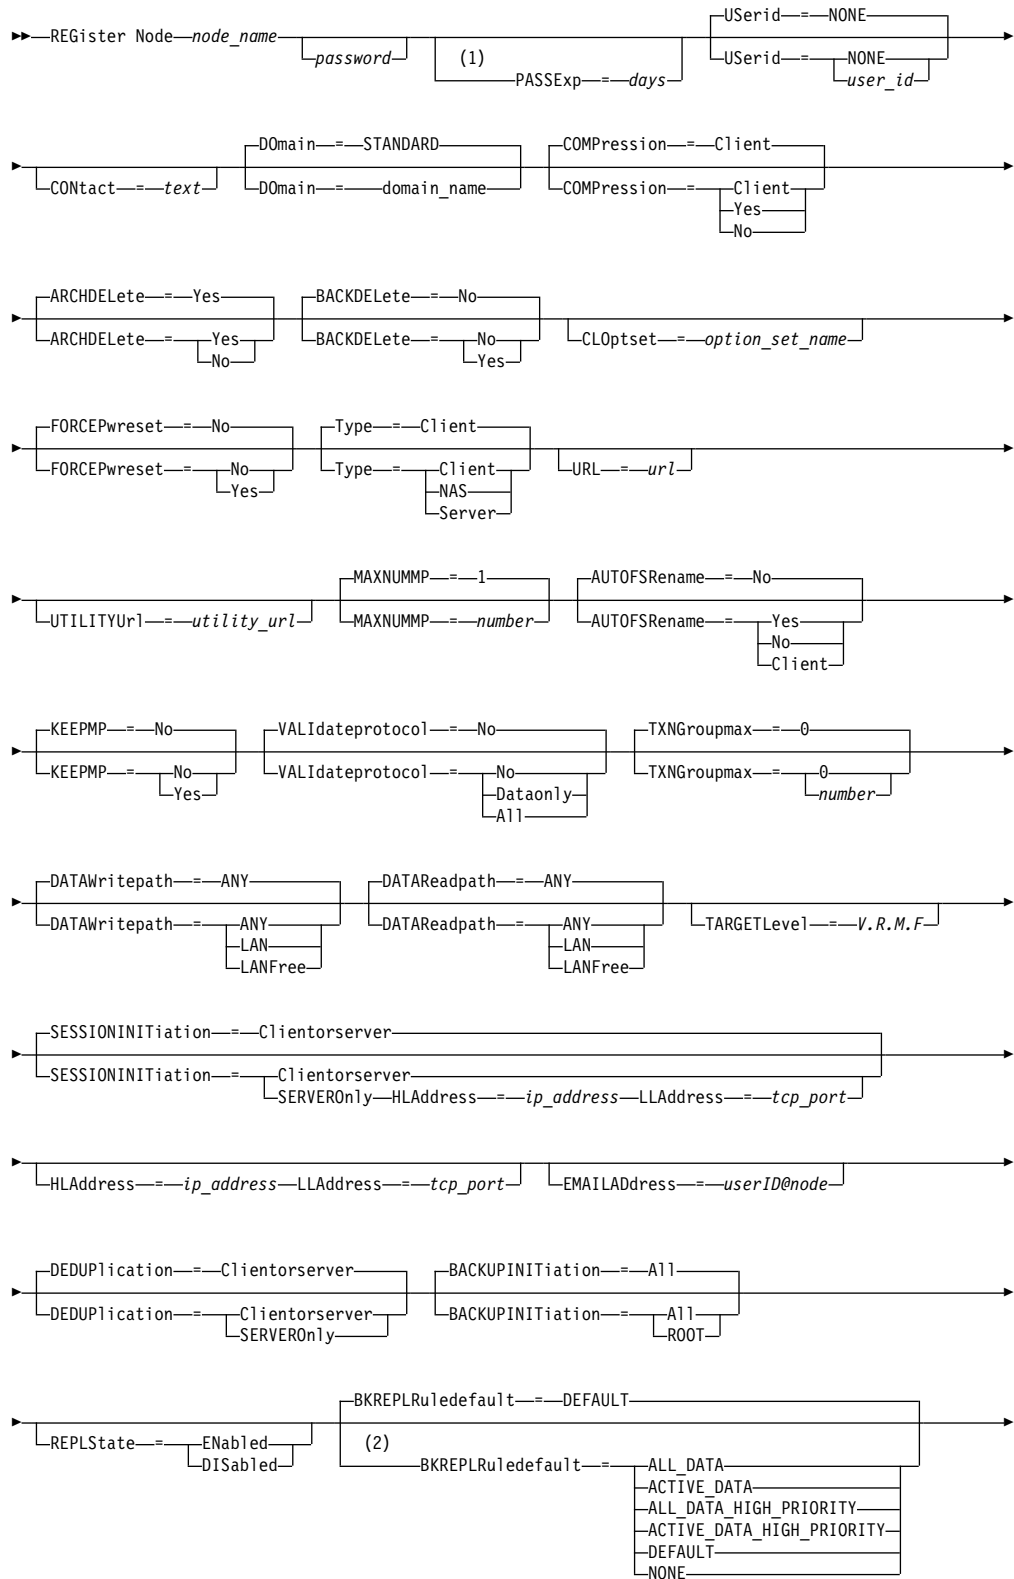 USerid = NONE
REGister Node node_name
password (1) USerid = NONE
PASSExp = days user_id
DOmain = STANDARD COMPression = Client
CONtact = text DOmain = domain_name COMPression = Client
Yes
No
ARCHDELete = Yes BACKDELete = No
ARCHDELete = Yes BACKDELete = No CLOptset = option_set_name
No Yes
FORCEPwreset = No Type = Client
FORCEPwreset = No Type = Client URL = url
Yes NAS
Server
MAXNUMMP = 1 AUTOFSRename = No
UTILITYUrl = utility_url MAXNUMMP = number AUTOFSRename = Yes
No
Client
KEEPMP = No VALIdateprotocol = No TXNGroupmax = 0
KEEPMP = No VALIdateprotocol = No TXNGroupmax = 0
Yes Dataonly number
All
DATAWritepath = ANY DATAReadpath = ANY
DATAWritepath = ANY DATAReadpath = ANY TARGETLevel = V.R.M.F
LAN LAN
LANFree LANFree
SESSIONINITiation = Clientorserver
SESSIONINITiation = Clientorserver
SERVEROnly HLAddress = ip_address LLAddress = tcp_port
HLAddress = ip_address LLAddress = tcp_port EMAILADdress = userID@node
DEDUPlication = Clientorserver BACKUPINITiation = All
DEDUPlication = Clientorserver BACKUPINITiation = All
SERVEROnly ROOT
BKREPLRuledefault = DEFAULT
REPLState = ENabled (2)
DISabled BKREPLRuledefault = ALL_DATA
ACTIVE_DATA
ALL_DATA_HIGH_PRIORITY
ACTIVE_DATA_HIGH_PRIORITY
DEFAULT
NONE